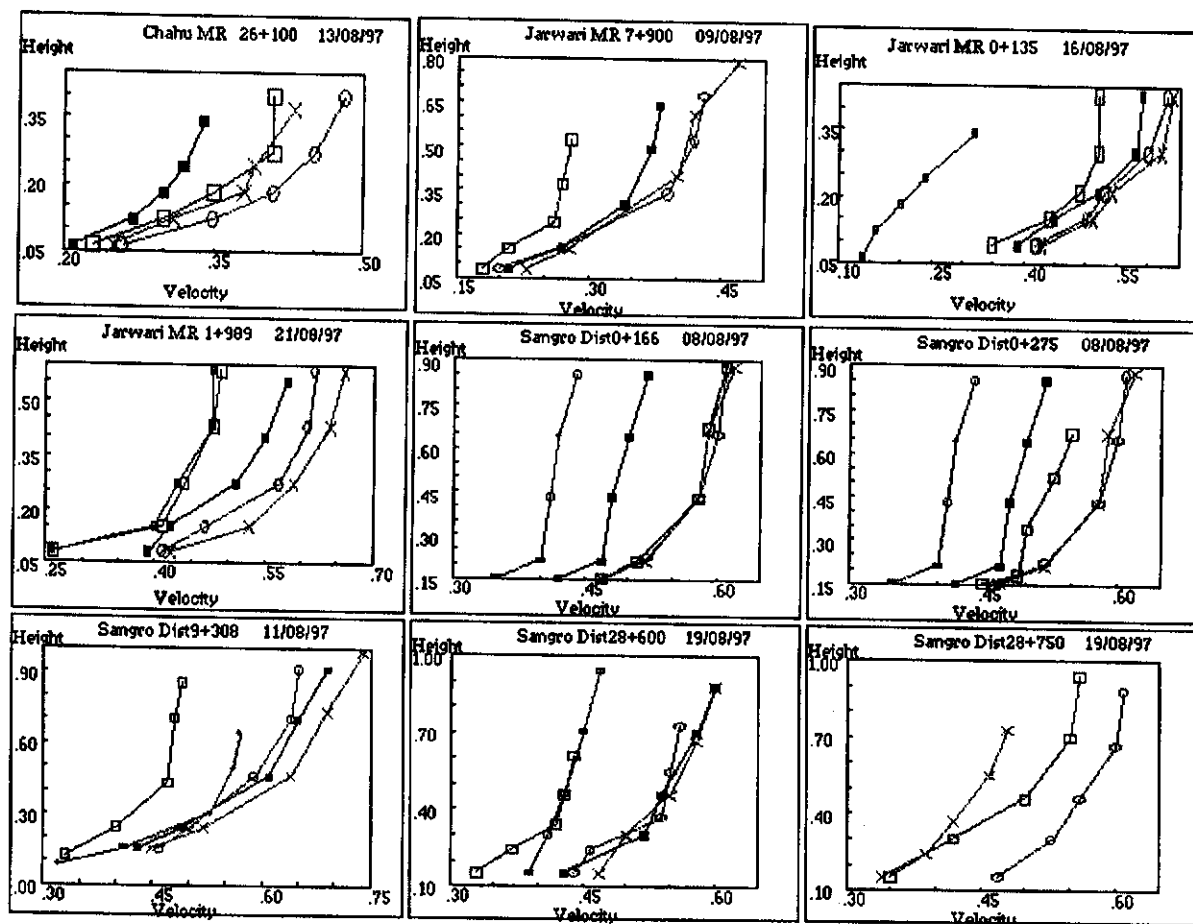 Chahu MR 26+100 13/08/97
Height
.35
.20
.05
.20 .35 .50
Velocity
Jarwari MR 7+900 09/08/97
Height
.80
.65
.50
.35
.20
.05
.15 .30 .45
Velocity
Jarwari MR 0+135 16/08/97
Height
.35
.20
.05
.10 .25 .40 .55
Velocity
Jarwari MR 1+989 21/08/97
Height
.50
.35
.20
.05
.25 .40 .55 .70
Velocity
Sangro Dist0+166 08/08/97
Height
.90
.75
.60
.45
.30
.15
.30 .45 .60
Velocity
Sangro Dist0+275 08/08/97
Height
.90
.75
.60
.45
.30
.15
.30 .45 .60
Velocity
Sangro Dist9+308 11/08/97
Height
.90
.60
.30
.00
.30 .45 .60 .75
Velocity
Sangro Dist28+600 19/08/97
Height
1.00
.70
.40
.10
.30 .45 .60
Velocity
Sangro Dist28+750 19/08/97
Height
1.00
.70
.40
.10
.30 .45 .60
Velocity